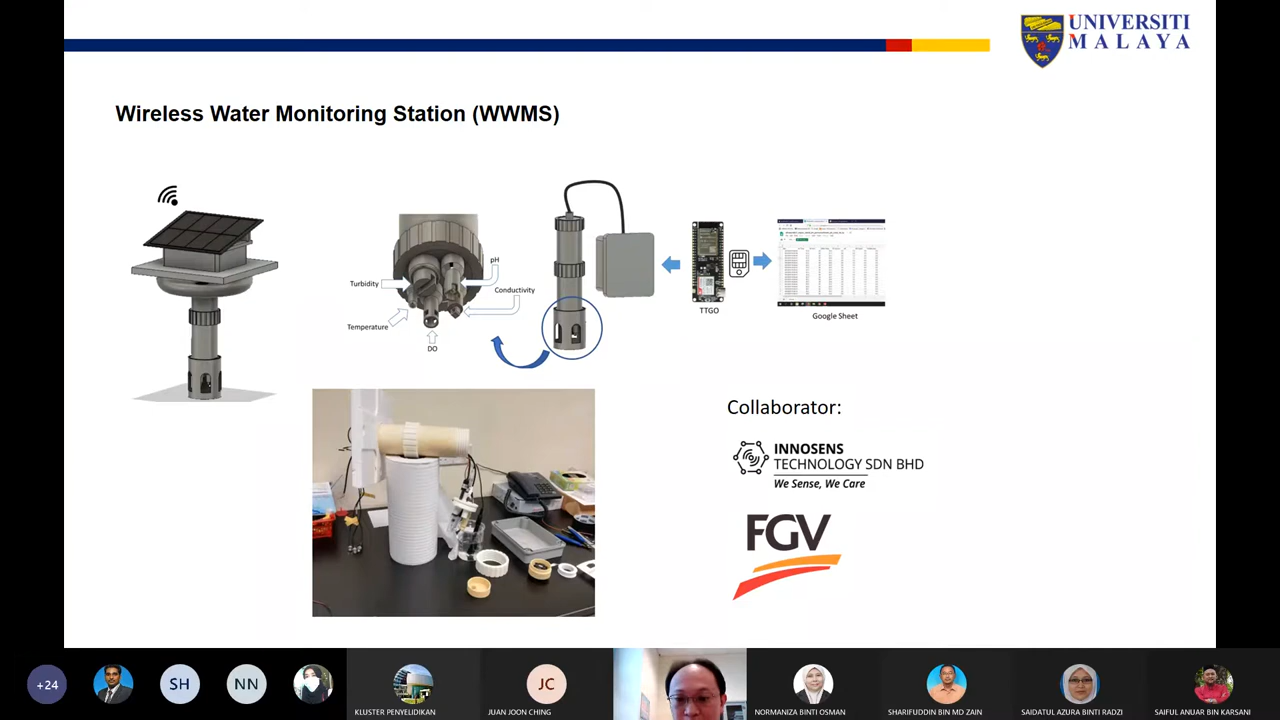 UNIVERSITI
MALAYA
Wireless Water Monitoring Station (WWMS)
Turbidity
pH
Conductivity
Temperature
DO
TTGO
Google Sheet
Collaborator:
INNOSENS
TECHNOLOGY SDN BHD
We Sense, We Care
FGV
+24
SH
NN
KLUSTER PENYELIDIKAN
JC
JUAN JOON CHING
NORMANIZA BINTI OSMAN
SHARIFUDDIN BIN MD ZAIN
SAIDATUL AZURA BINTI RADZI
SAIFUL ANUAR BIN KARSANI